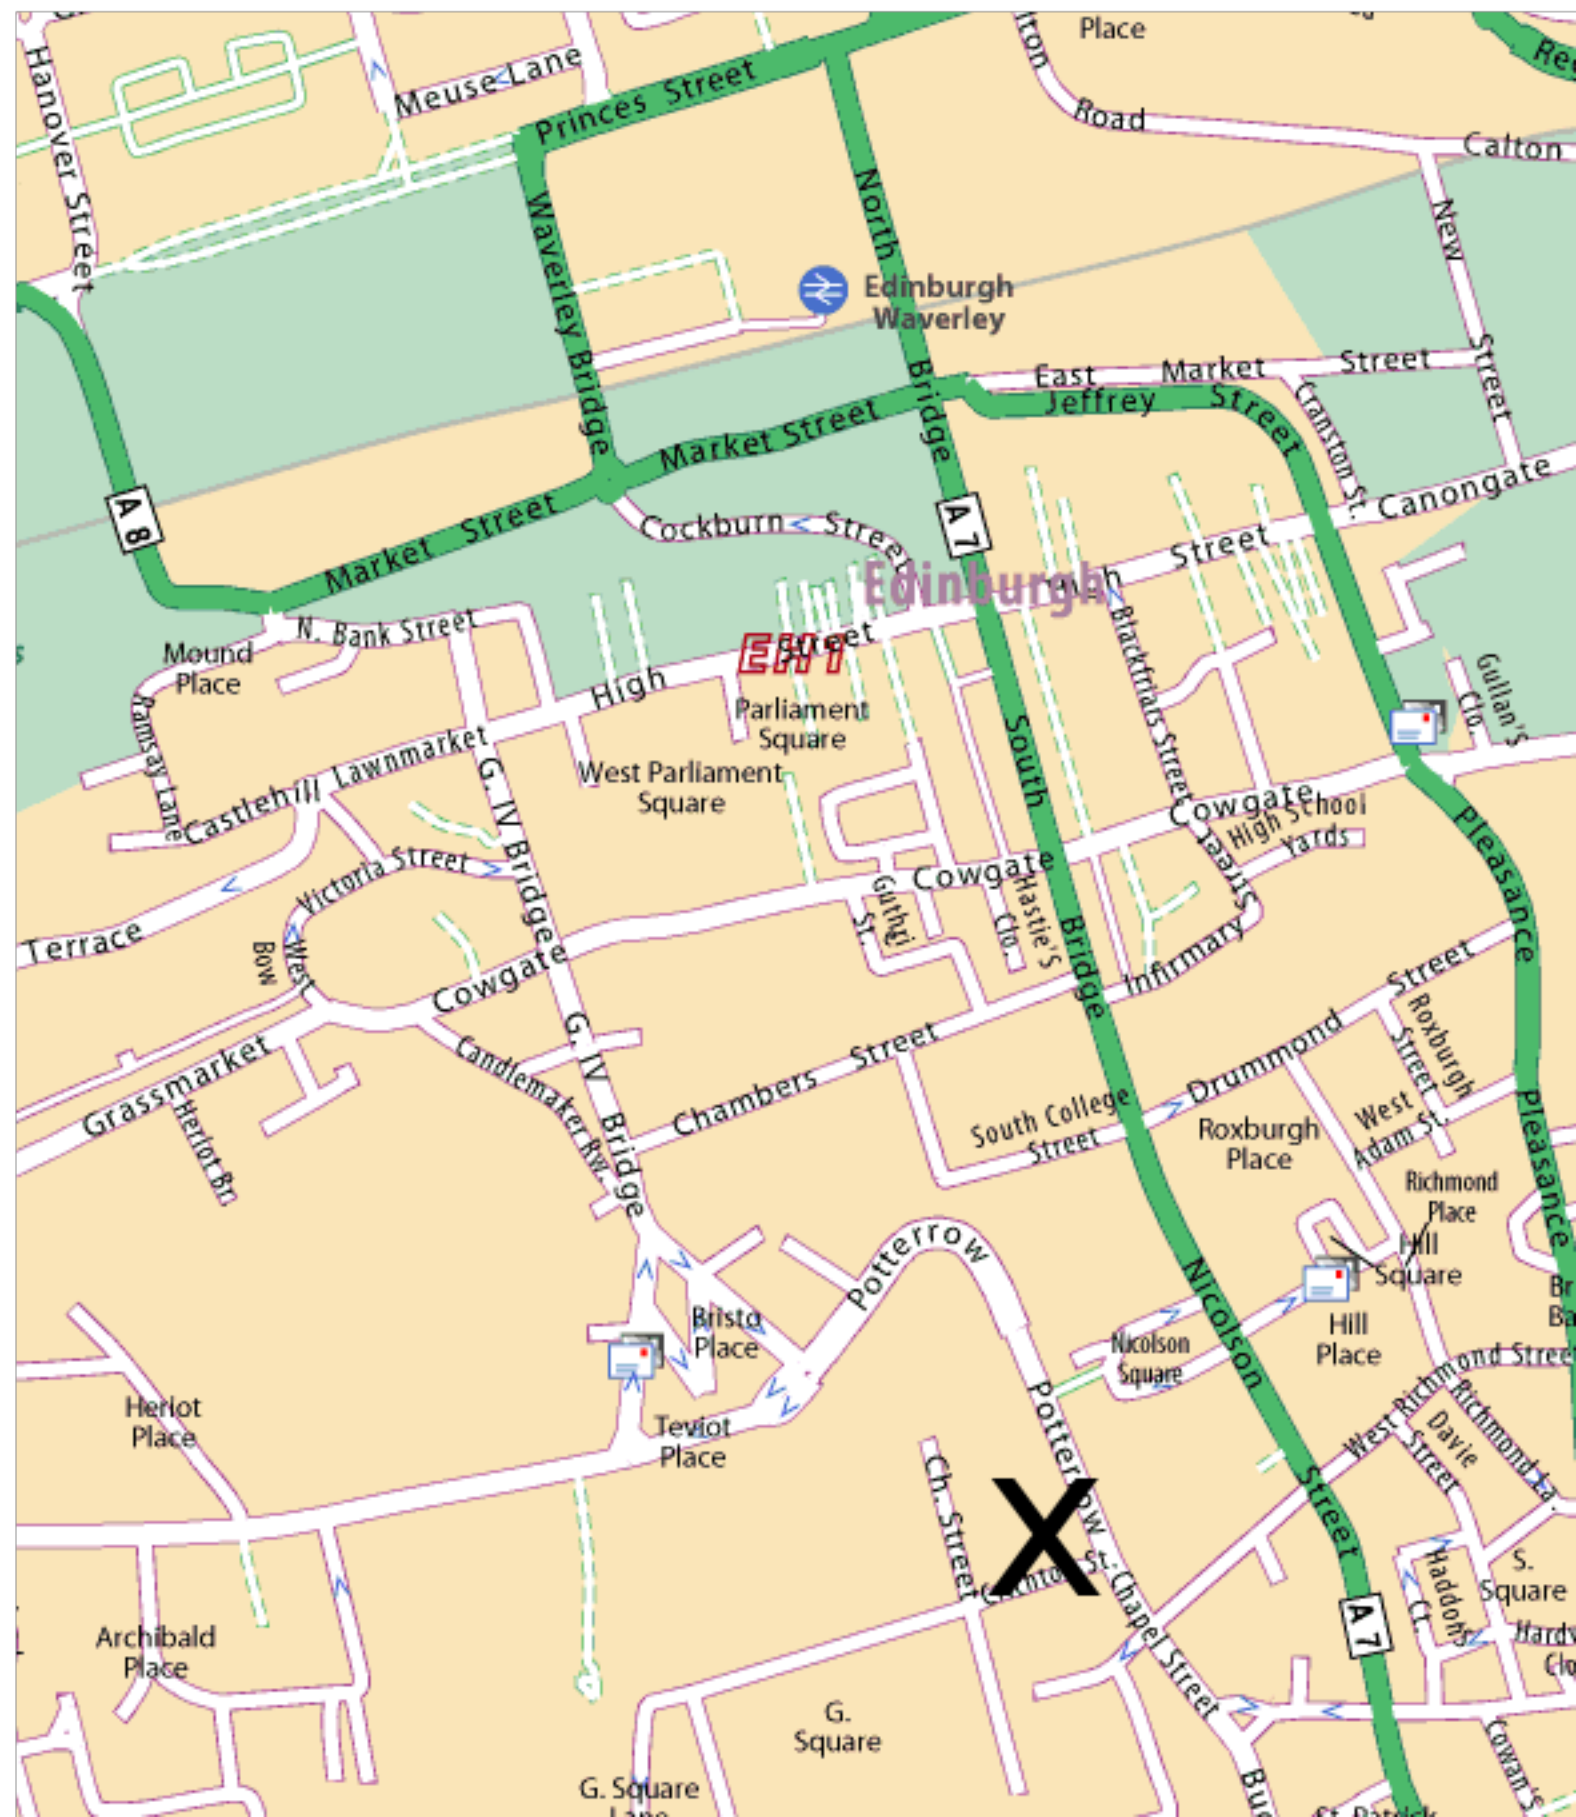 Place
Hanover Street
Meuse Lane
Princes Street
Road
Calton
Waverley Bridge
North Bridge
New Street
Edinburgh
Waverley
East Market Street
Jeffrey Street
Cranston St.
Market Street
A 8
A 7
Canongate
Market Street
Cockburn Street
Street
Edinburgh
N. Bank Street
EH1
High Street
Mound
Place
Blackfriars Street
Gullan's
Clo.
Parliament
Square
Ramsay Lane
Castlehill
Lawnmarket
West Parliament
Square
G. IV Bridge
South Bridge
Cowgate
High School
Yards
Pleasance
Victoria Street
Terrace
West
Bow
Cowgate
Guthri
St.
Hastie'S
Clo.
Infirmary Street
Cowgate
Grassmarket
Candlemaker Rw.
G. IV Bridge
Heriot Br.
Chambers Street
South College
Street
Drummond Street
Roxburgh
Street
Roxburgh
Place
West
Adam St.
Pleasance
Richmond
Place
Hill
Square
Potterrow
Nicolson Street
Hill
Place
Nicolson
Square
Bristo
Place
Br
Ba
West Richmond Street
Richmond La.
Davie
Street
Heriot
Place
Teviot
Place
Potterrow
Ch. Street
X
St.
Chapel Street
Haddon's
Ct.
S.
Square
A 7
Archibald
Place
G.
Square
Cowan's
G. Square
Lane